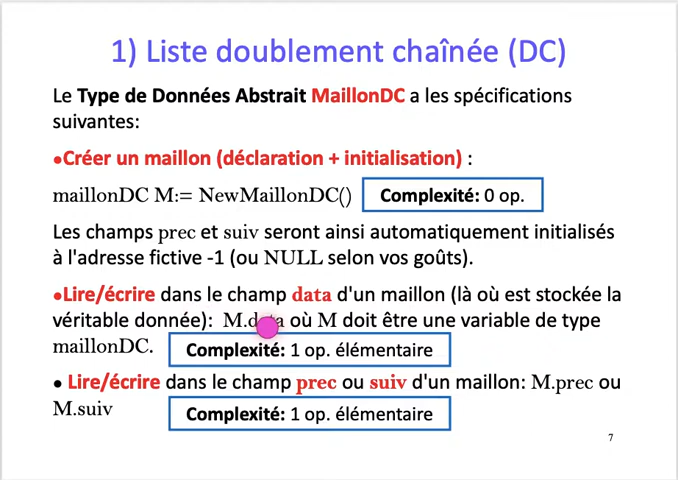 1) Liste doublement chaînée (DC)
Le Type de Données Abstrait MaillonDC a les spécifications
suivantes:
•Créer un maillon (déclaration + initialisation) :
maillonDC M:= NewMaillonDC() Complexité: 0 op.
Les champs prec et suiv seront ainsi automatiquement initialisés
à l'adresse fictive -1 (ou NULL selon vos goûts).
•Lire/écrire dans le champ data d'un maillon (là où est stockée la
véritable donnée): M.data où M doit être une variable de type
maillonDC. Complexité: 1 op. élémentaire
• Lire/écrire dans le champ prec ou suiv d'un maillon: M.prec ou
M.suiv Complexité: 1 op. élémentaire
7